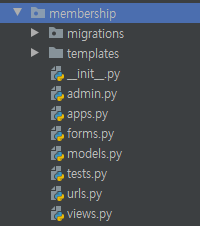 membership
migrations
templates
__init__.py
admin.py
apps.py
forms.py
models.py
tests.py
urls.py
views.py